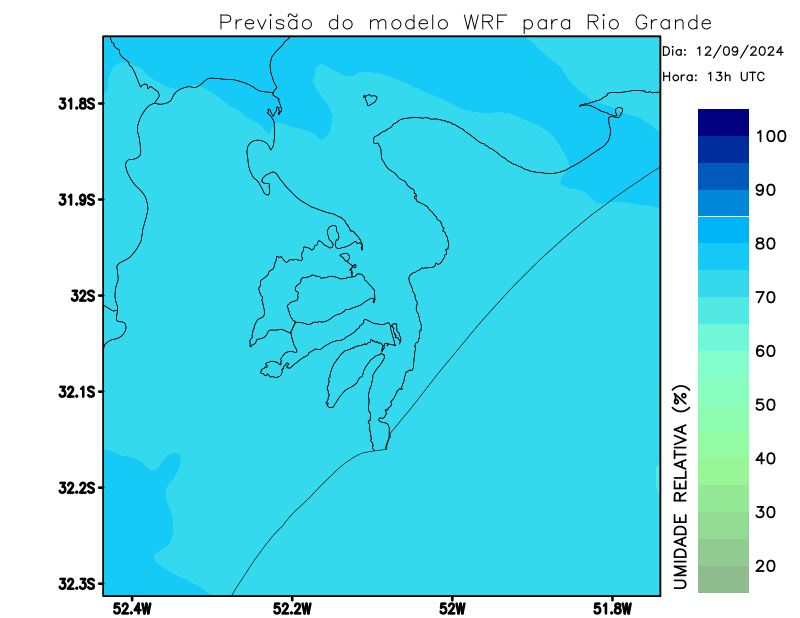 Previsão do modelo WRF para Rio Grande
Dia: 12/09/2024
Hora: 13h UTC
31.8S
31.9S
32S
32.1S
32.2S
32.3S
52.4W
52.2W
52W
51.8W
100
90
80
70
60
50
40
30
20
UMIDADE RELATIVA (%)